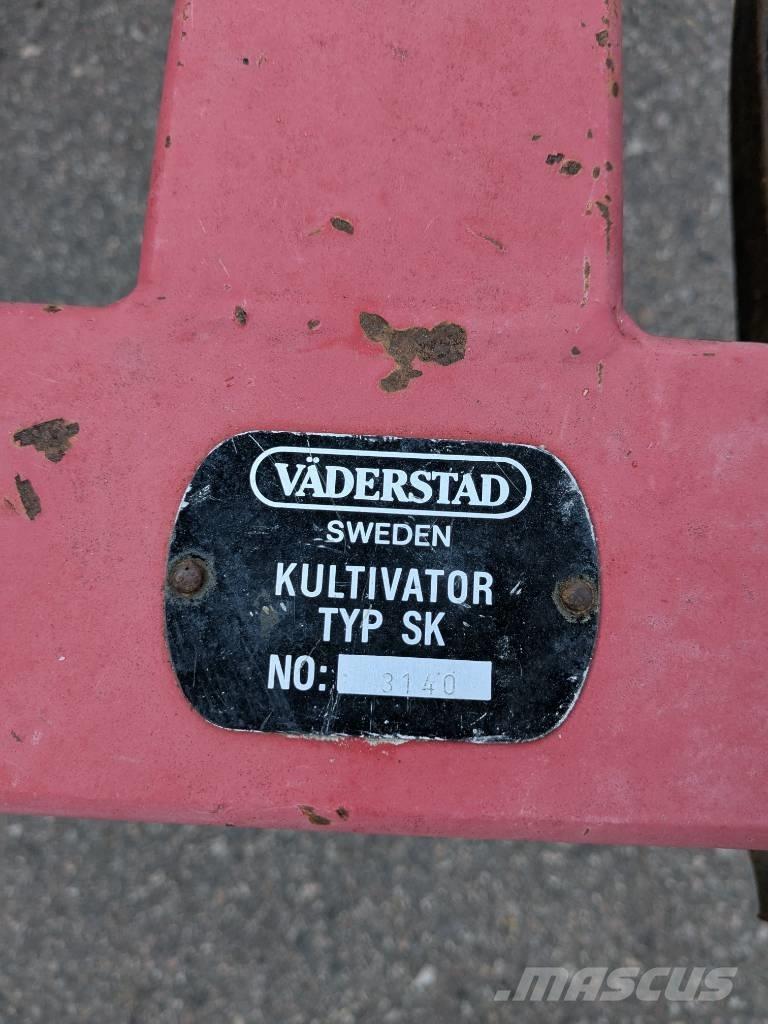 VÄDERSTAD
SWEDEN
KULTIVATOR
TYP SK
NO: 3140
MASCUS